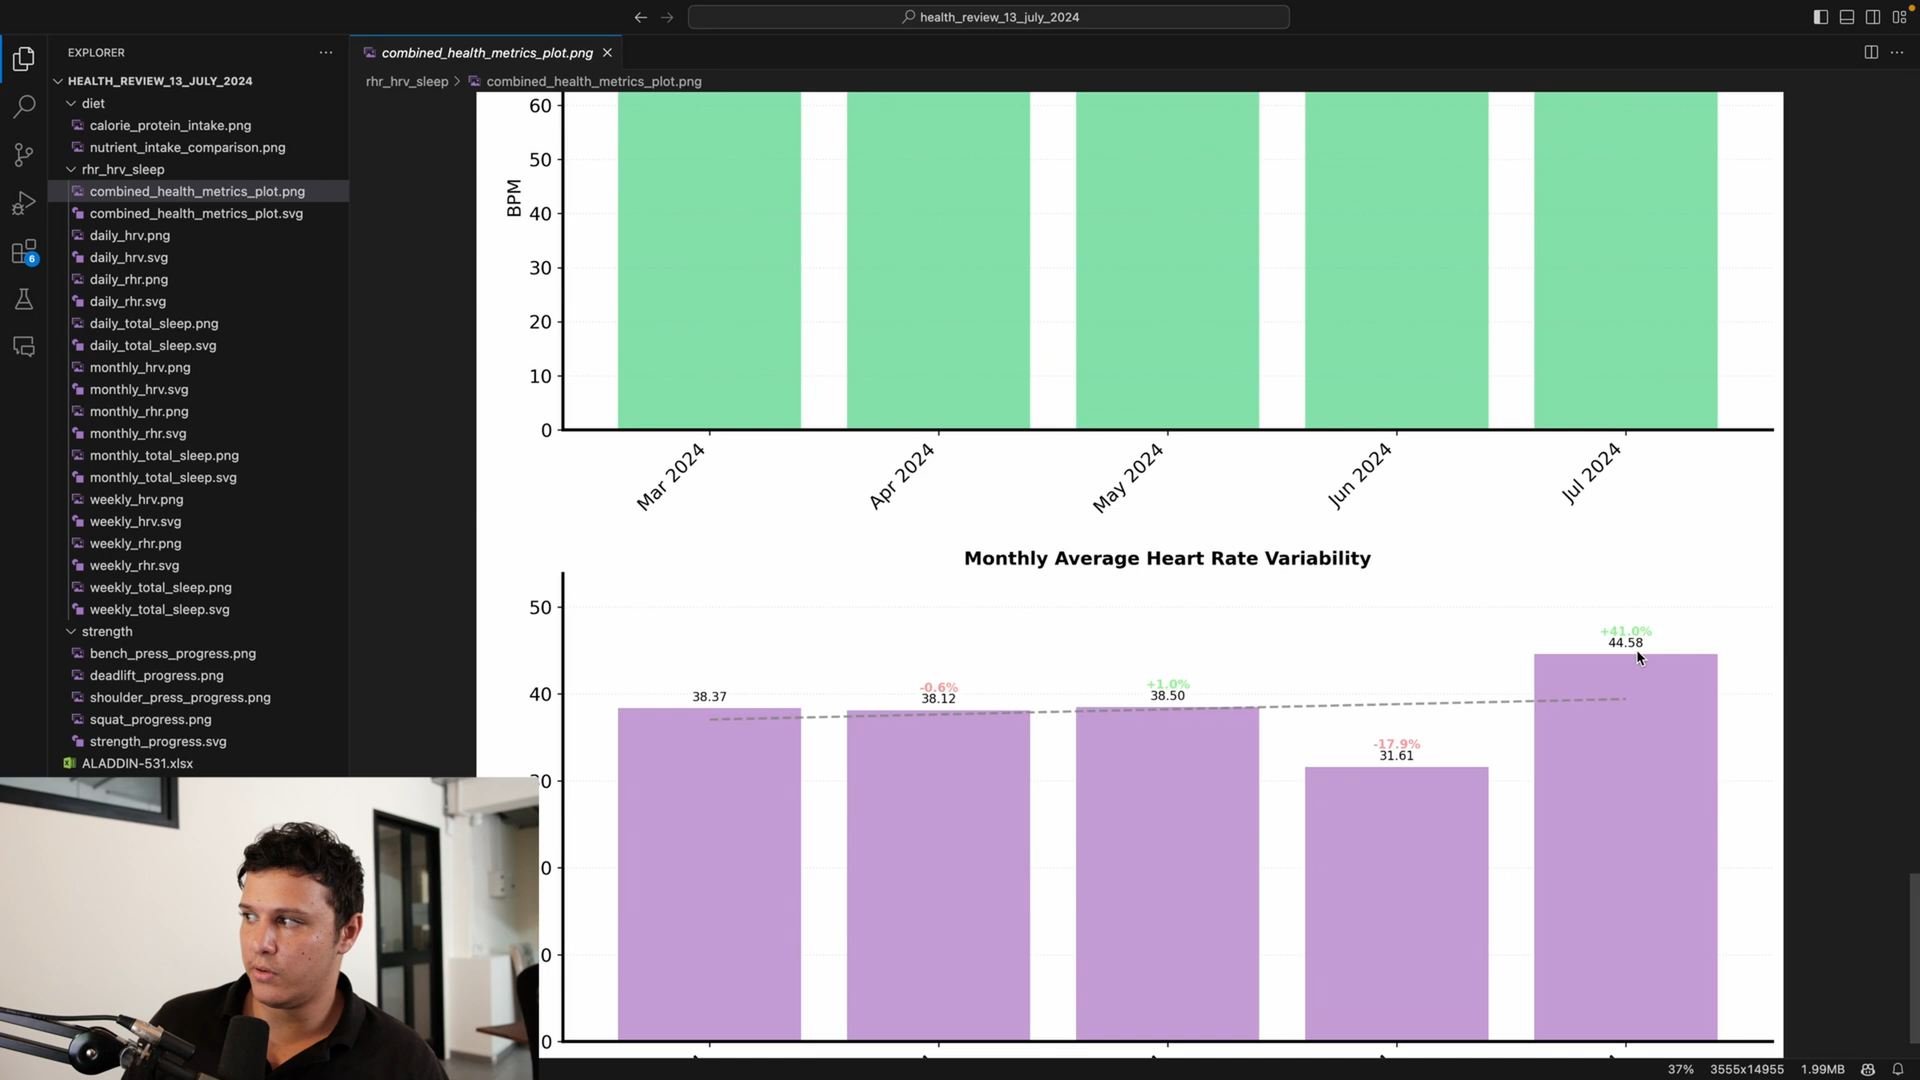 health_review_13_july_2024
EXPLORER
combined_health_metrics_plot.png
HEALTH_REVIEW_13_JULY_2024
rhr_hrv_sleep > combined_health_metrics_plot.png
diet
calorie_protein_intake.png
nutrient_intake_comparison.png
rhr_hrv_sleep
combined_health_metrics_plot.png
combined_health_metrics_plot.svg
daily_hrv.png
daily_hrv.svg
daily_rhr.png
daily_rhr.svg
daily_total_sleep.png
daily_total_sleep.svg
monthly_hrv.png
monthly_hrv.svg
monthly_rhr.png
monthly_rhr.svg
monthly_total_sleep.png
monthly_total_sleep.svg
weekly_hrv.png
weekly_hrv.svg
weekly_rhr.png
weekly_rhr.svg
weekly_total_sleep.png
weekly_total_sleep.svg
strength
bench_press_progress.png
deadlift_progress.png
shoulder_press_progress.png
squat_progress.png
strength_progress.svg
ALADDIN-531.xlsx
6
BPM
60
50
40
30
20
10
0
Mar 2024
Apr 2024
May 2024
Jun 2024
Jul 2024
Monthly Average Heart Rate Variability
50
40
0
0
0
0
38.37
-0.6%
38.12
+1.0%
38.50
-17.9%
31.61
+41.0%
44.58
37%
3555x14955
1.99MB